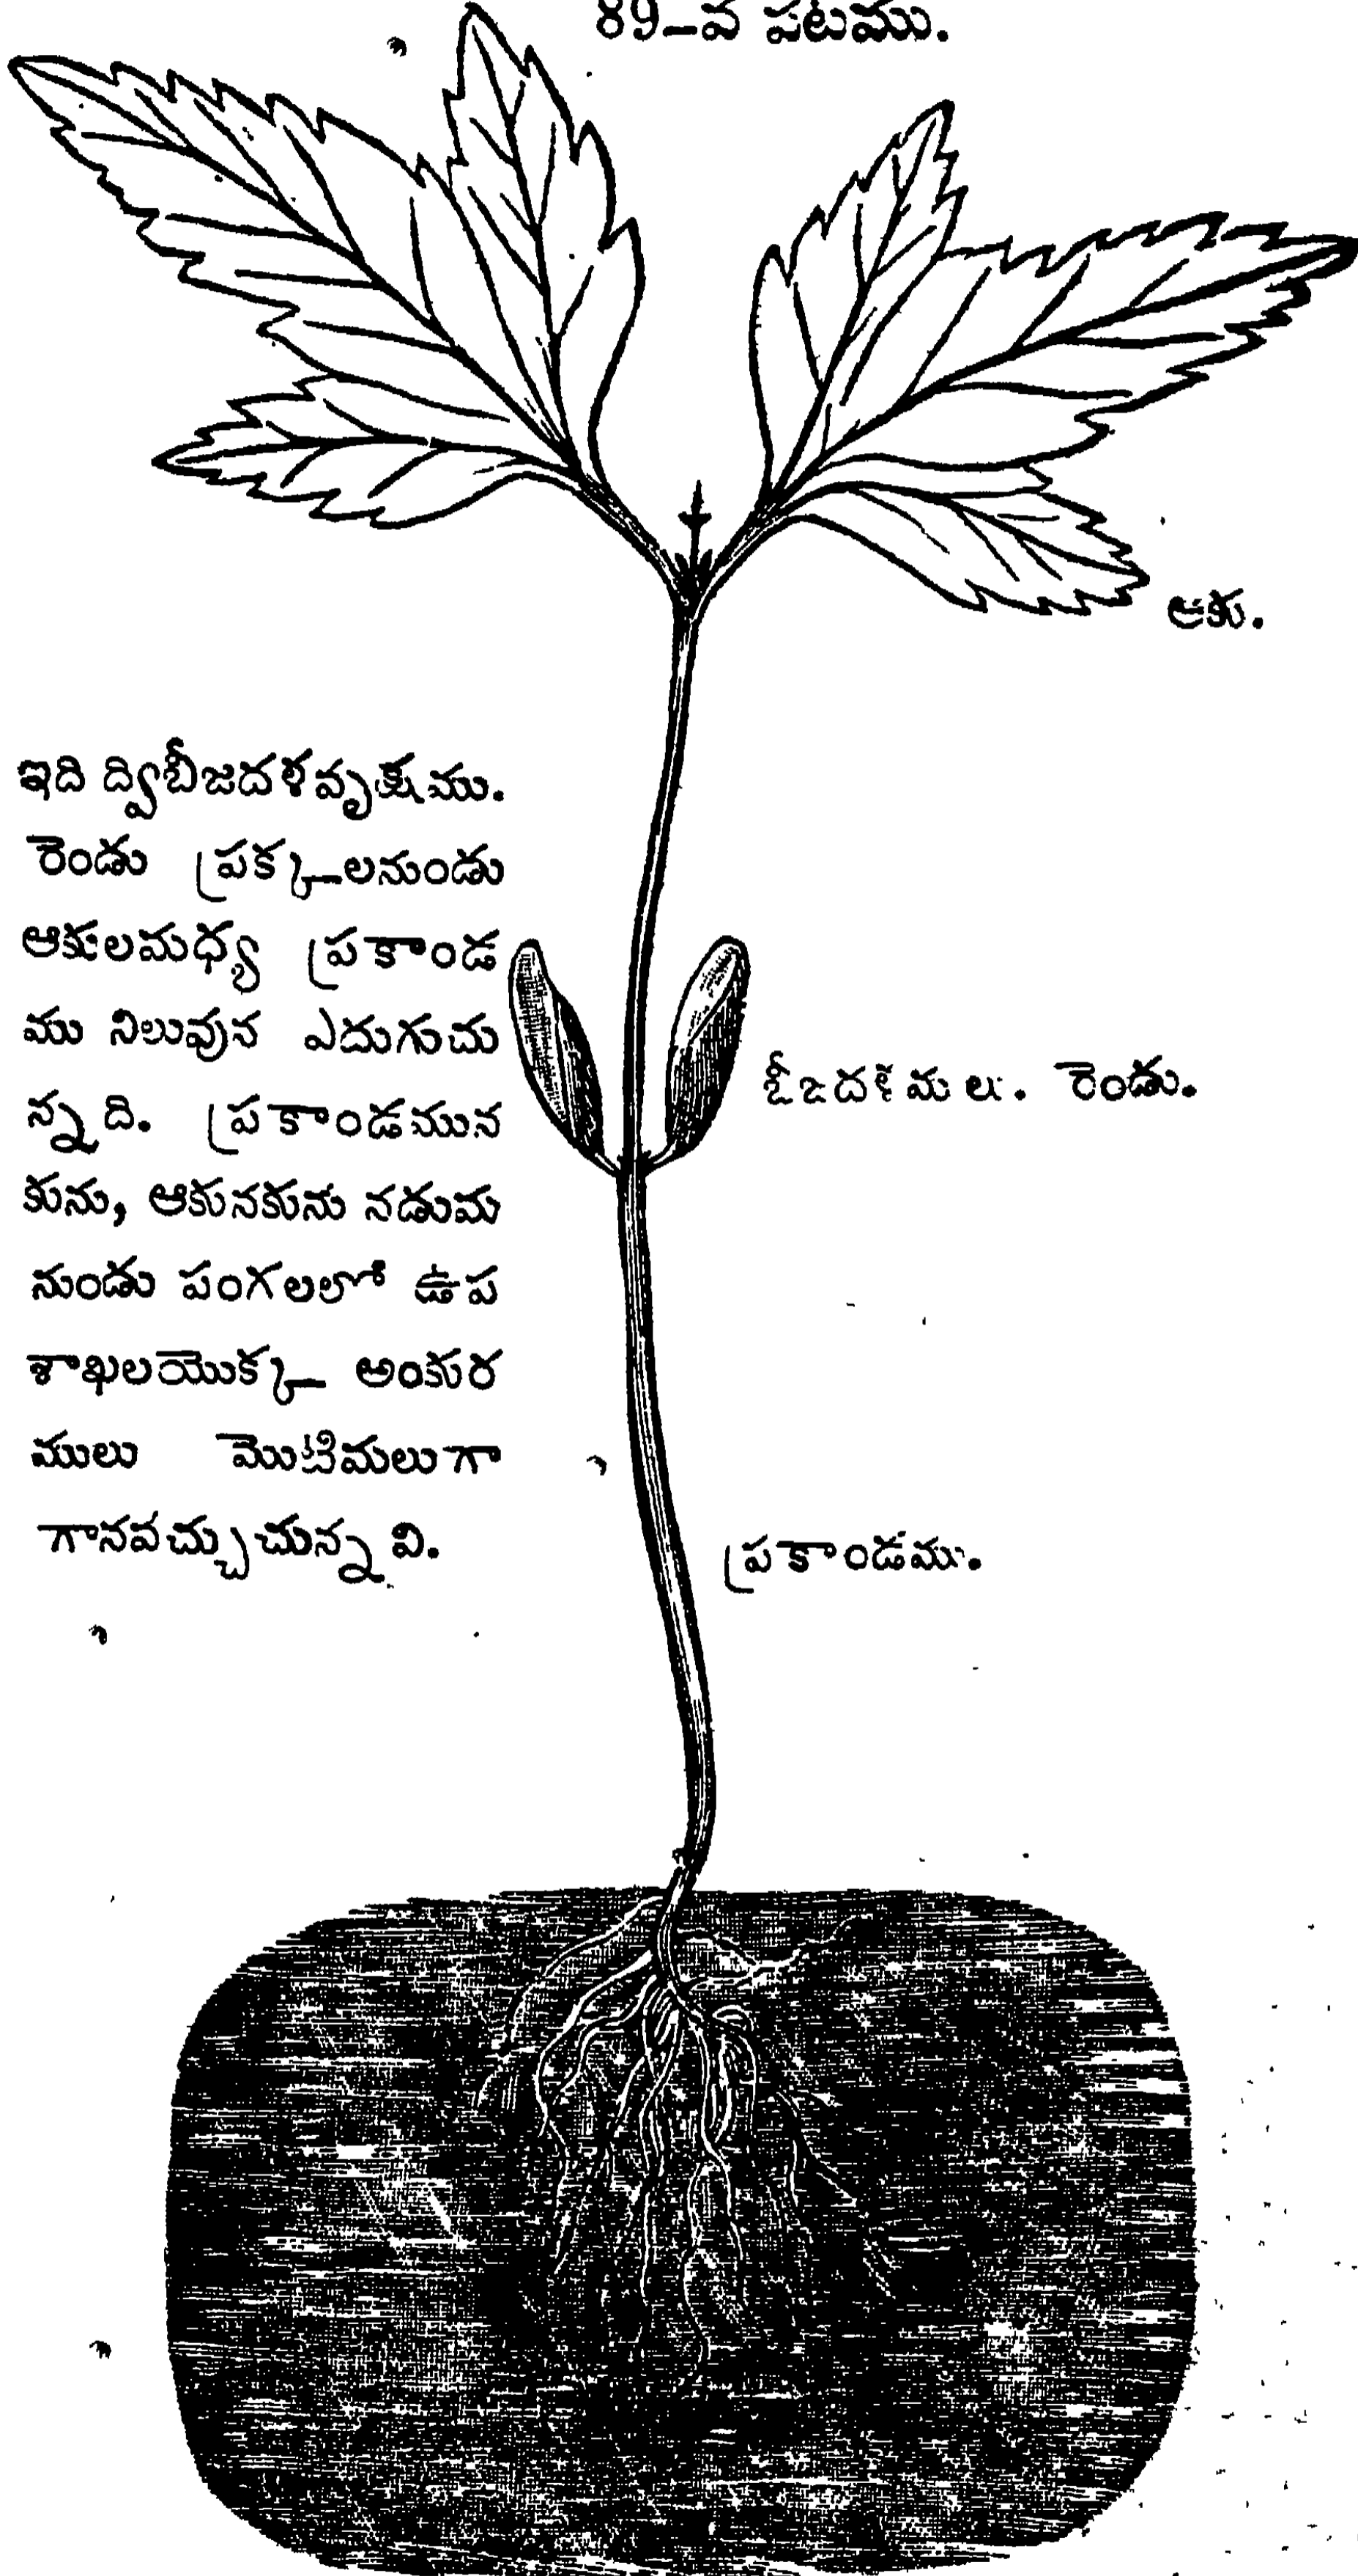 89-వ పటము.
ఆకు.
ఇది ద్విబీజదళవృక్షము.
రెండు ప్రక్కలనుండు
ఆకులమధ్య ప్రకాండ
ము నిలువున ఎదుగుచు
న్నది. ప్రకాండమున
కును, ఆకునకును నడుమ
నుండు పంగలలో ఉప
శాఖలయొక్క అంకుర
ములు మొటిమలుగా
గానవచ్చుచున్నవి.
బీజదళములు. రెండు.
ప్రకాండము.